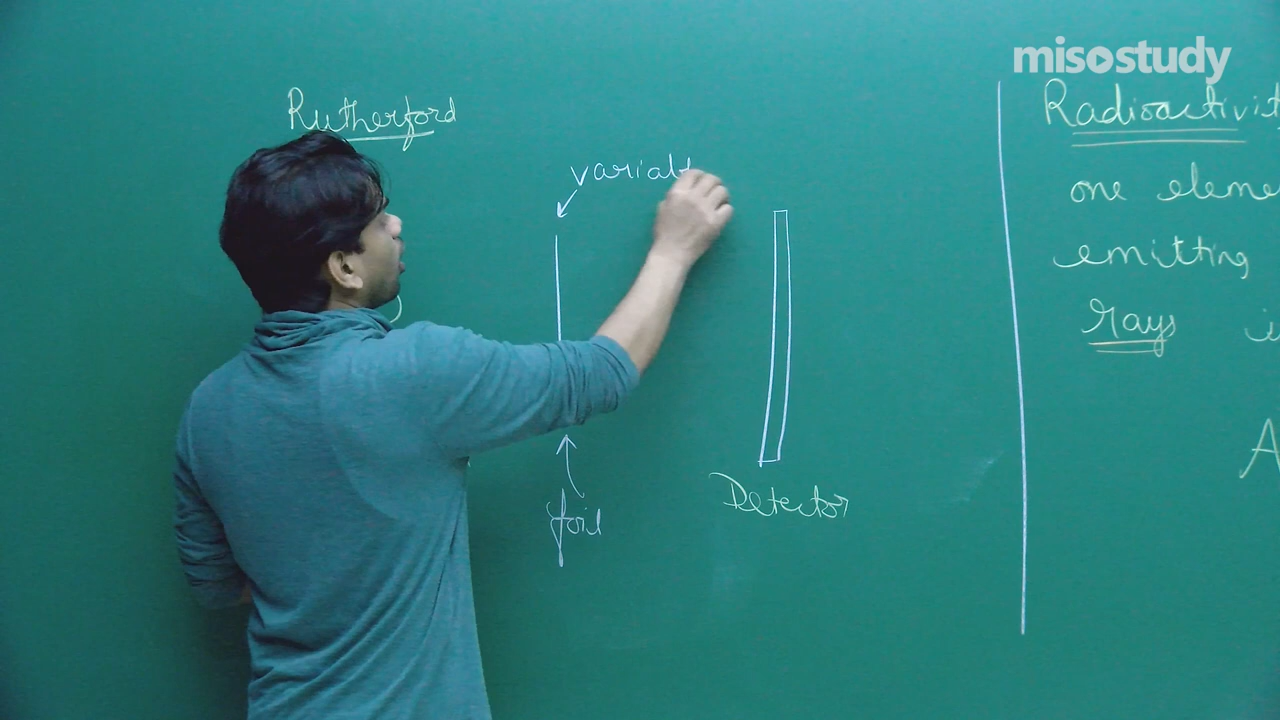 misostudy
Rutherford
variab
foil
Detector
Radioactivit
one eleme
emitting
rays i
A